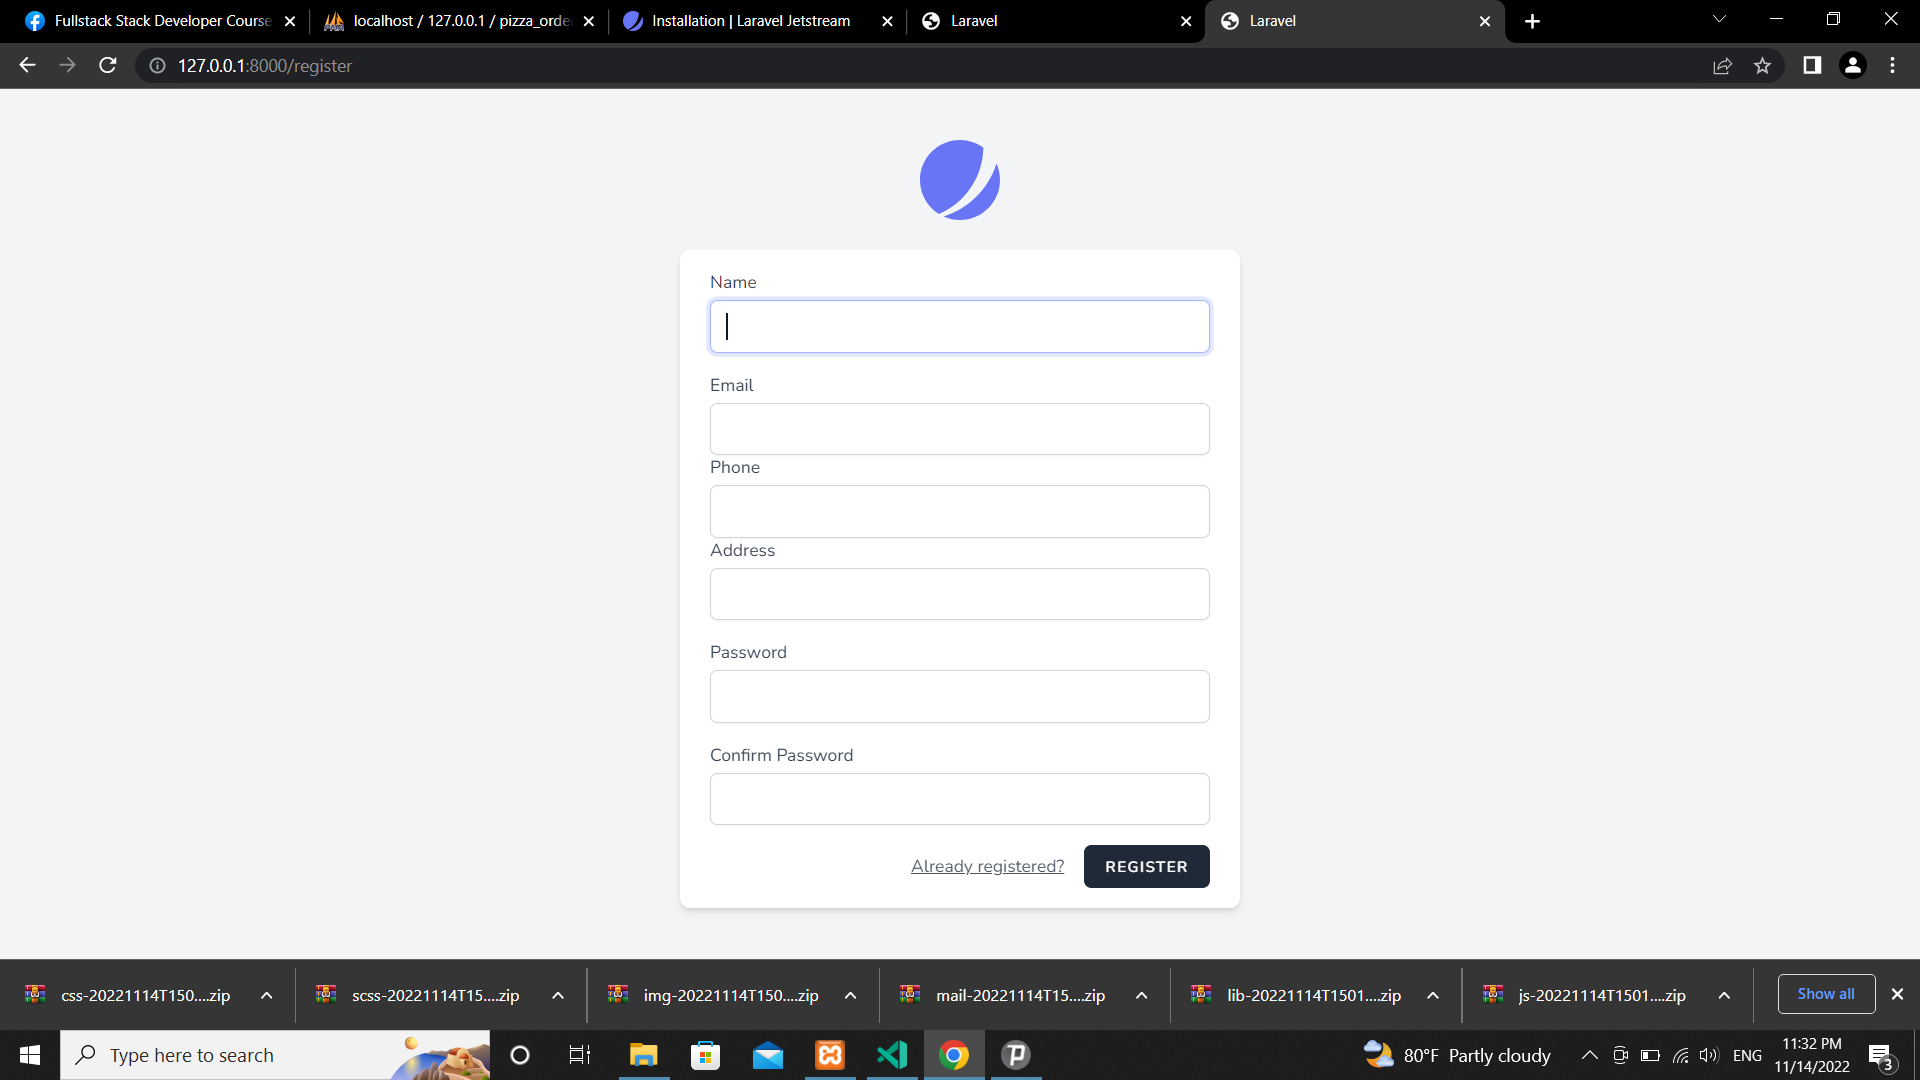 Fullstack Stack Developer Course
localhost / 127.0.0.1 / pizza_orde
Installation | Laravel Jetstream
Laravel
Laravel
127.0.0.1:8000/register
Name
Email
Phone
Address
Password
Confirm Password
Already registered?
REGISTER
css-20221114T150....zip
scss-20221114T15....zip
img-20221114T150....zip
mail-20221114T15....zip
lib-20221114T1501....zip
js-20221114T1501....zip
Show all
Type here to search
80°F Partly cloudy
ENG
11:32 PM
11/14/2022
3